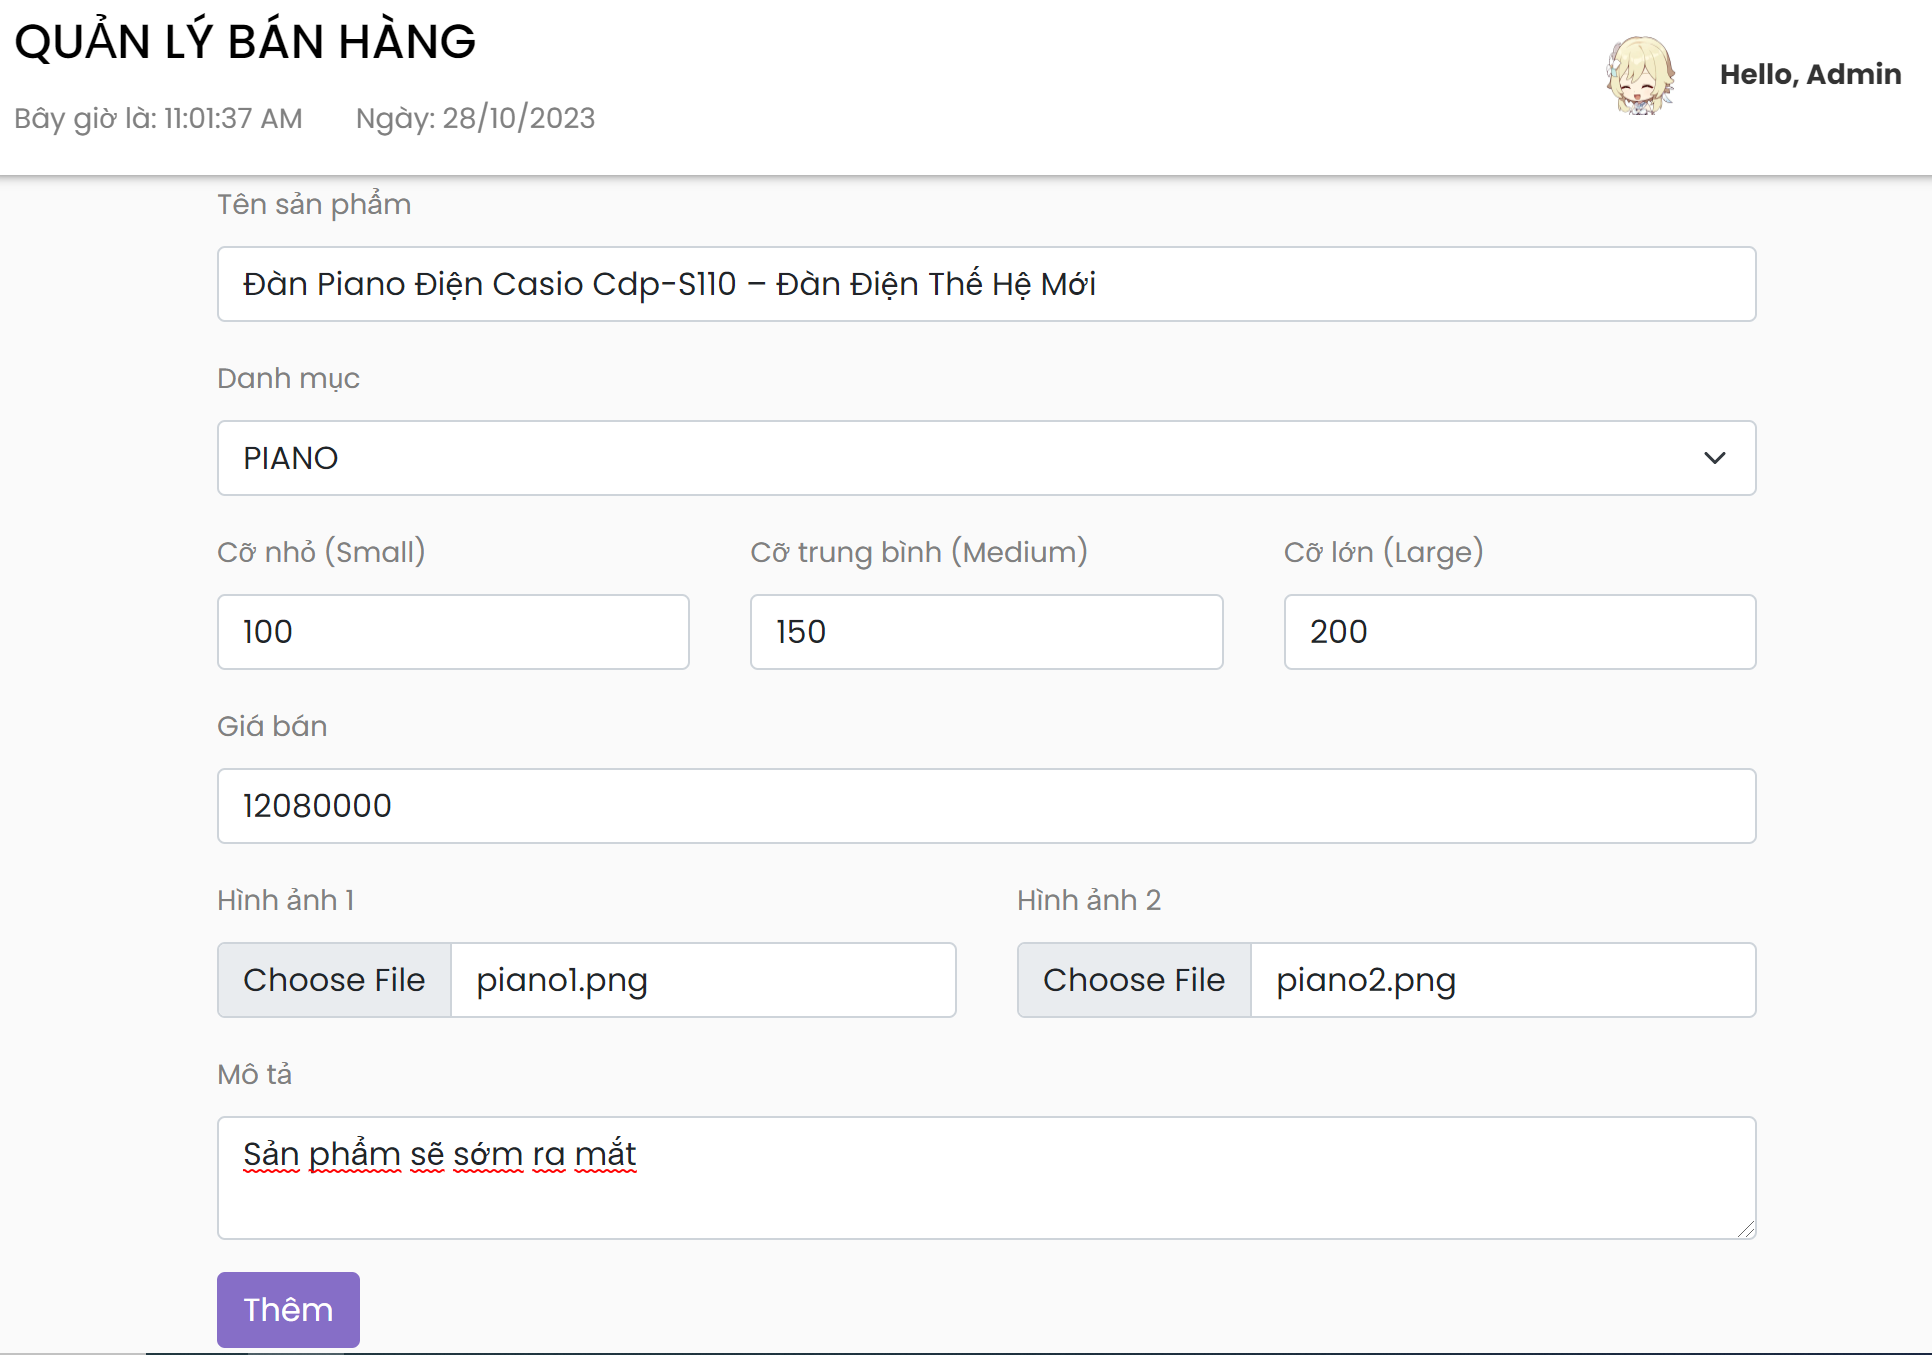 QUẢN LÝ BÁN HÀNG
Hello, Admin
Bây giờ là: 11:01:37 AM Ngày: 28/10/2023
Tên sản phẩm
Đàn Piano Điện Casio Cdp-S110 – Đàn Điện Thế Hệ Mới
Danh mục
PIANO
Cỡ nhỏ (Small) Cỡ trung bình (Medium) Cỡ lớn (Large)
100 150 200
Giá bán
12080000
Hình ảnh 1 Hình ảnh 2
Choose File piano1.png Choose File piano2.png
Mô tả
Sản phẩm sẽ sớm ra mắt
Thêm